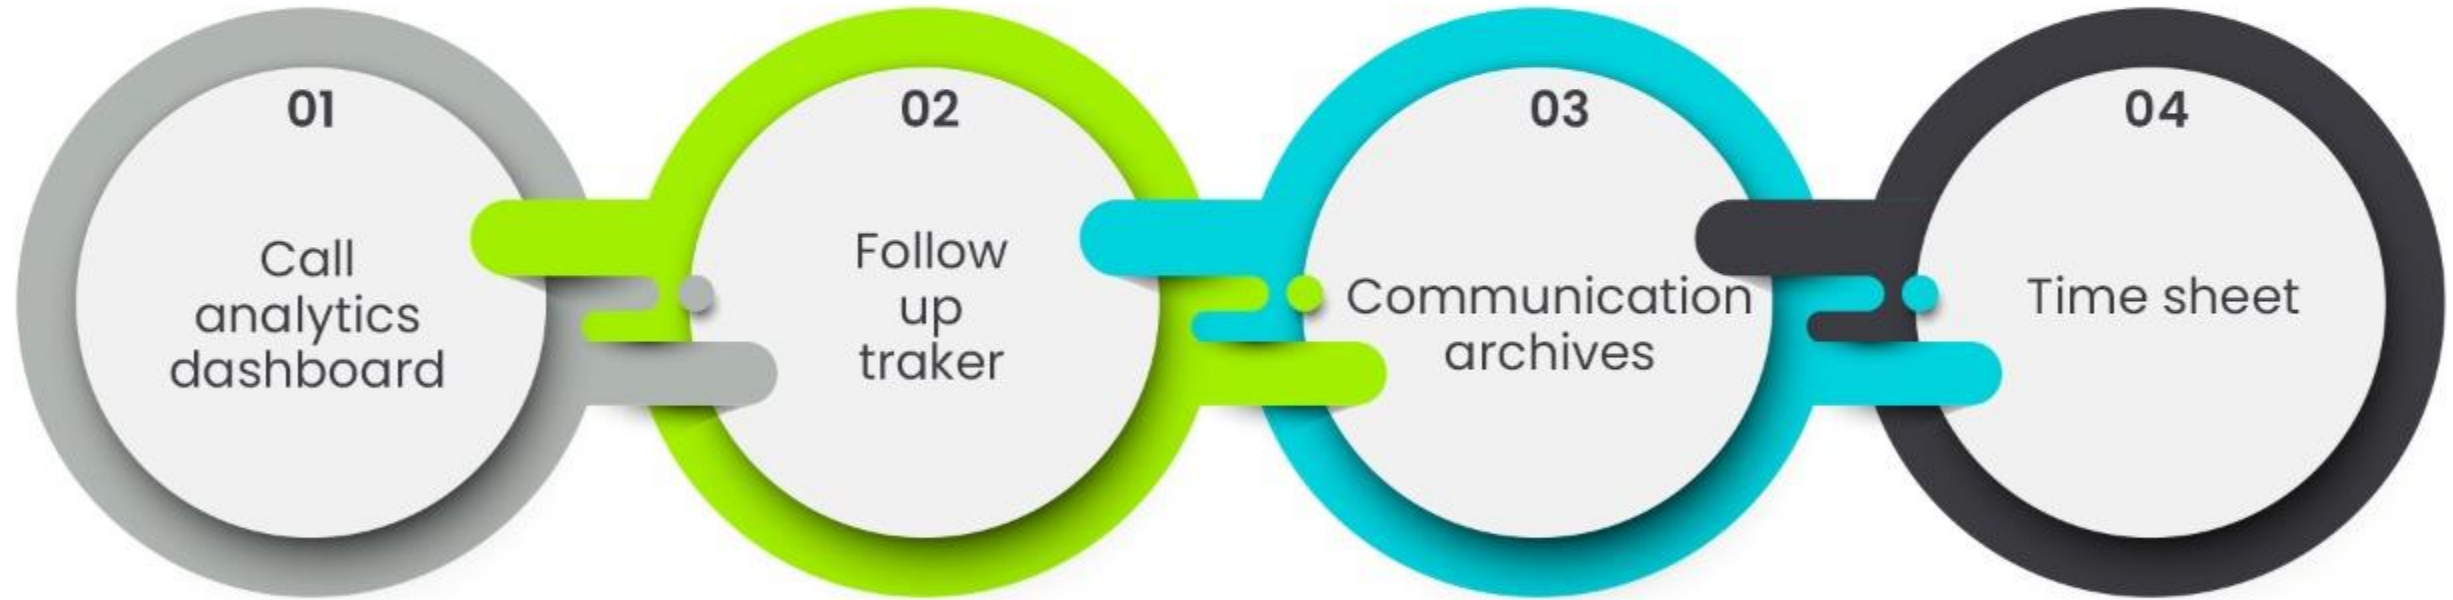 01
Call
analytics
dashboard
02
Follow
up
traker
03
Communication
archives
04
Time sheet